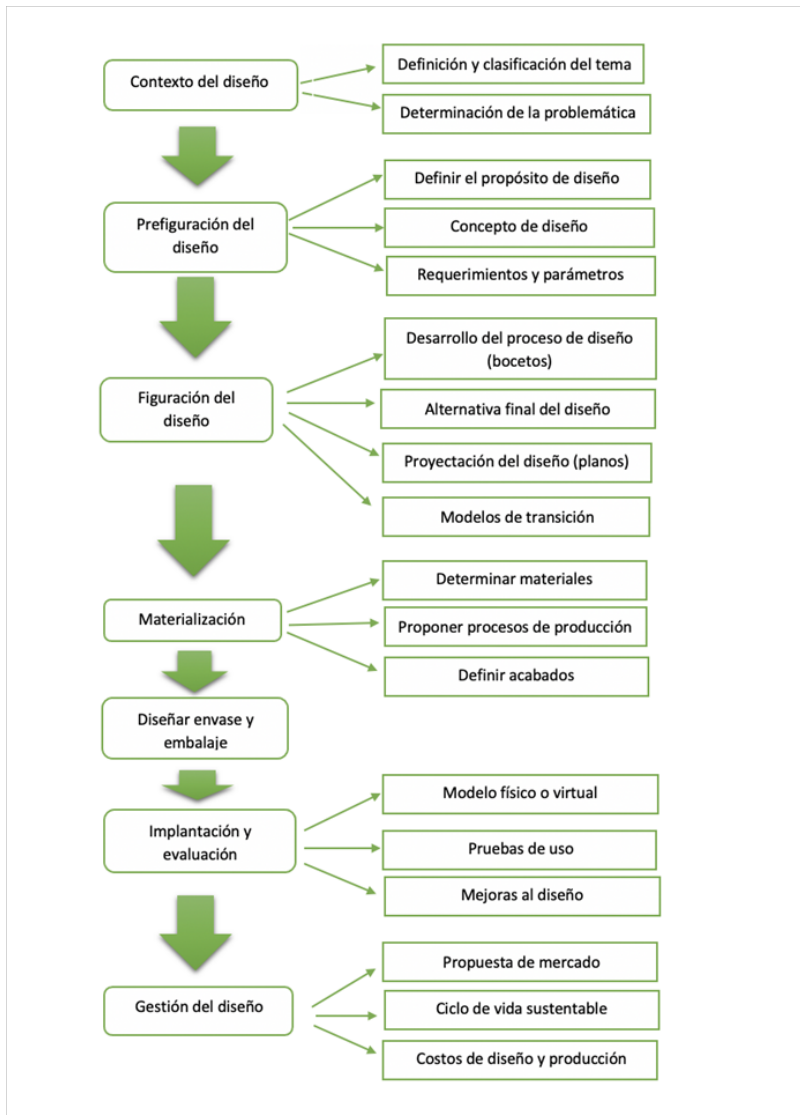 Contexto del diseño
Definición y clasificación del tema
Determinación de la problemática
Prefiguración del
diseño
Definir el propósito de diseño
Concepto de diseño
Requerimientos y parámetros
Figuración del
diseño
Desarrollo del proceso de diseño
(bocetos)
Alternativa final del diseño
Proyectación del diseño (planos)
Modelos de transición
Materialización
Determinar materiales
Proponer procesos de producción
Definir acabados
Diseñar envase y
embalaje
Implantación y
evaluación
Modelo físico o virtual
Pruebas de uso
Mejoras al diseño
Gestión del diseño
Propuesta de mercado
Ciclo de vida sustentable
Costos de diseño y producción